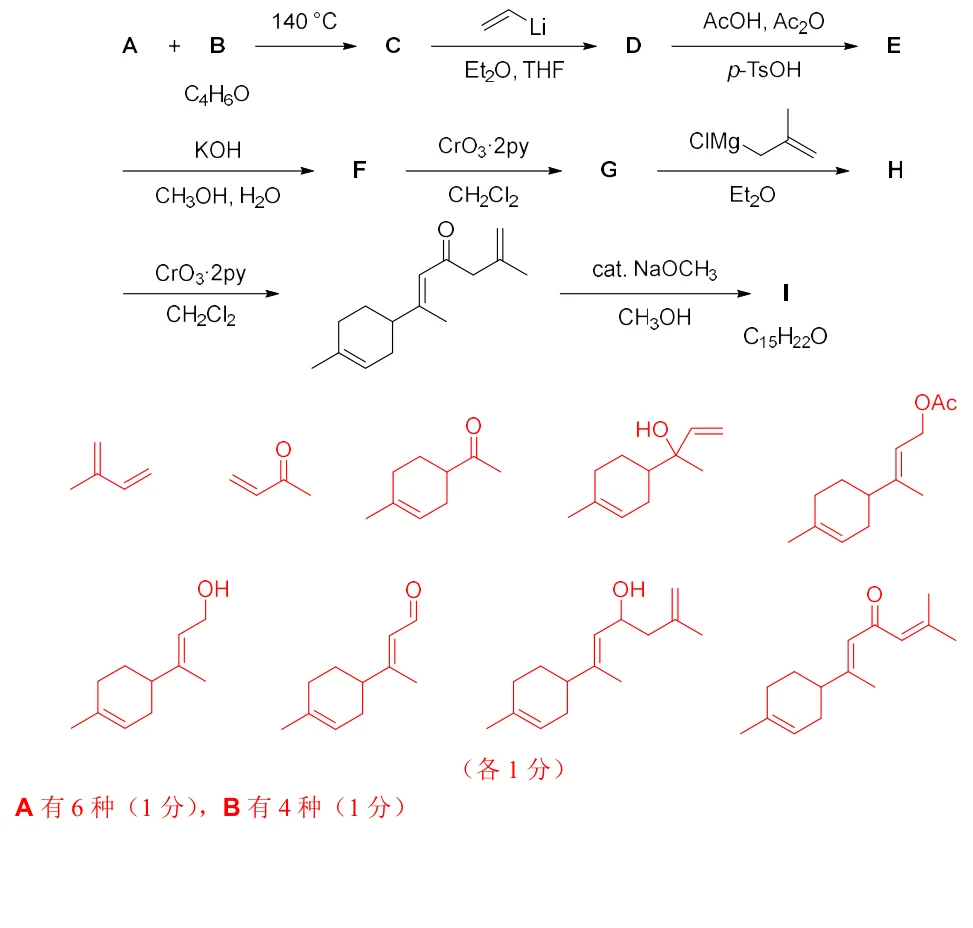 A + B 140 °C C Li Et₂O, THF D AcOH, Ac₂O p-TsOH E
C₄H₆O
KOH CH₃OH, H₂O F CrO₃·2py CH₂Cl₂ G ClMg Et₂O H
CrO₃·2py CH₂Cl₂ O cat. NaOCH₃ CH₃OH I
C₁₅H₂₂O
O O HO OAc
OH O OH O
（各 1 分）
A 有 6 种（1 分），B 有 4 种（1 分）